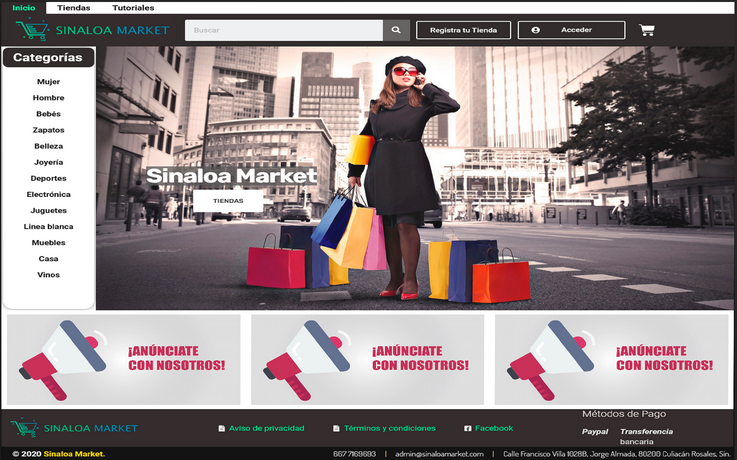 Inicio Tiendas Tutoriales
SINALOA MARKET Buscar Registra tu Tienda Acceder
Categorías
Mujer
Hombre
Bebés
Zapatos
Belleza
Joyería
Deportes
Electrónica
Juguetes
Linea blanca
Muebles
Casa
Vinos
Sinaloa Market
TIENDAS
¡ANÚNCIATE
CON NOSOTROS!
¡ANÚNCIATE
CON NOSOTROS!
¡ANÚNCIATE
CON NOSOTROS!
SINALOA MARKET Aviso de privacidad Términos y condiciones Facebook
Métodos de Pago
Paypal Transferencia
bancaria
© 2020 Sinaloa Market. 667 7169693 | admin@sinaloamarket.com | Calle Francisco Villa 1028B, Jorge Almada, 80200 Culiacán Rosales, Sin.